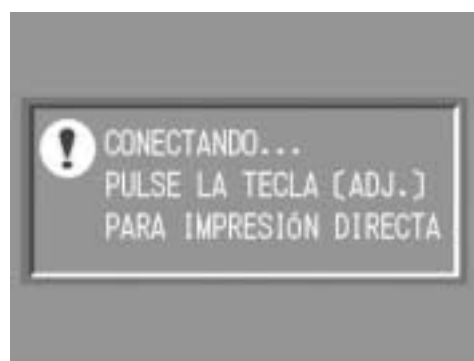 CONECTANDO...
PULSE LA TECLA (ADJ.)
PARA IMPRESIÓN DIRECTA